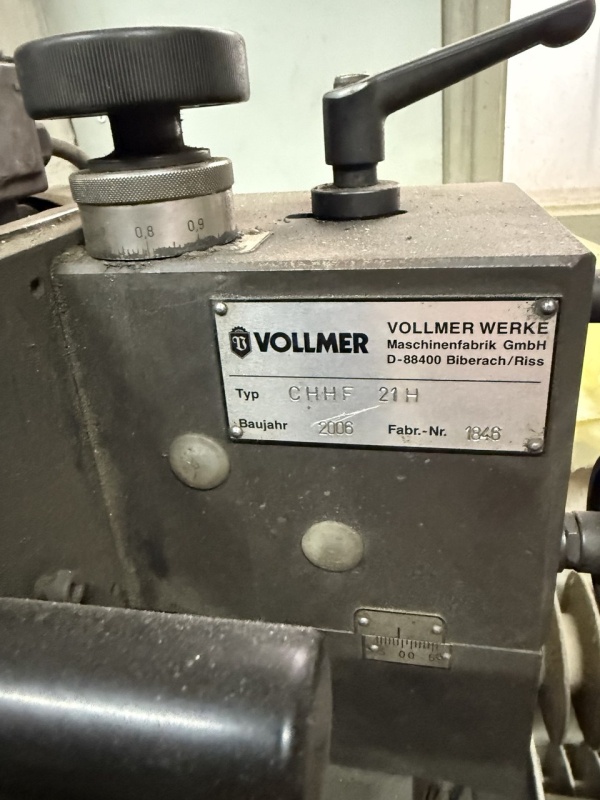 0,8 0,9
VOLLMER
VOLLMER WERKE
Maschinenfabrik GmbH
D-88400 Biberach/Riss
Typ CHHF 21H
Baujahr 2006 Fabr.-Nr. 1846